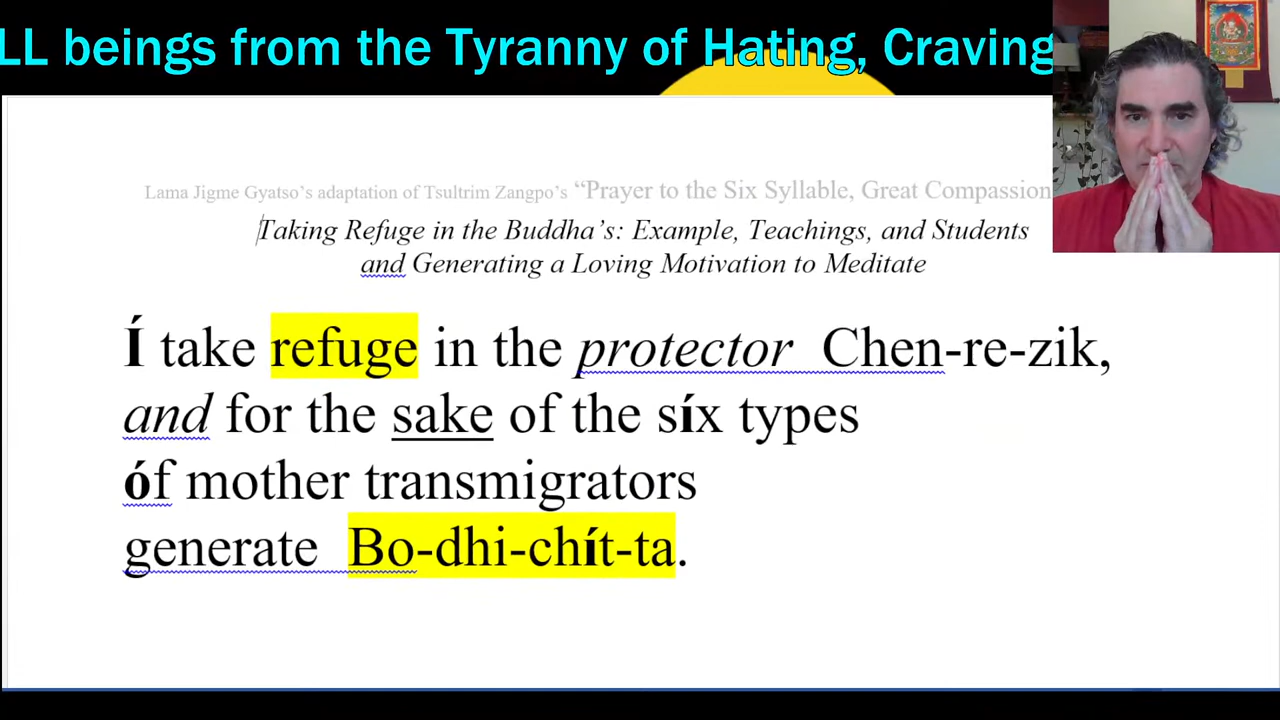 LL beings from the Tyranny of Hating, Craving
Lama Jigme Gyatso's adaptation of Tsultrim Zangpo's “Prayer to the Six Syllable, Great Compassion
Taking Refuge in the Buddha's: Example, Teachings, and Students
and Generating a Loving Motivation to Meditate
Í take refuge in the protector Chen-re-zik,
and for the sake of the síx types
óf mother transmigrators
generate Bo-dhi-chít-ta.